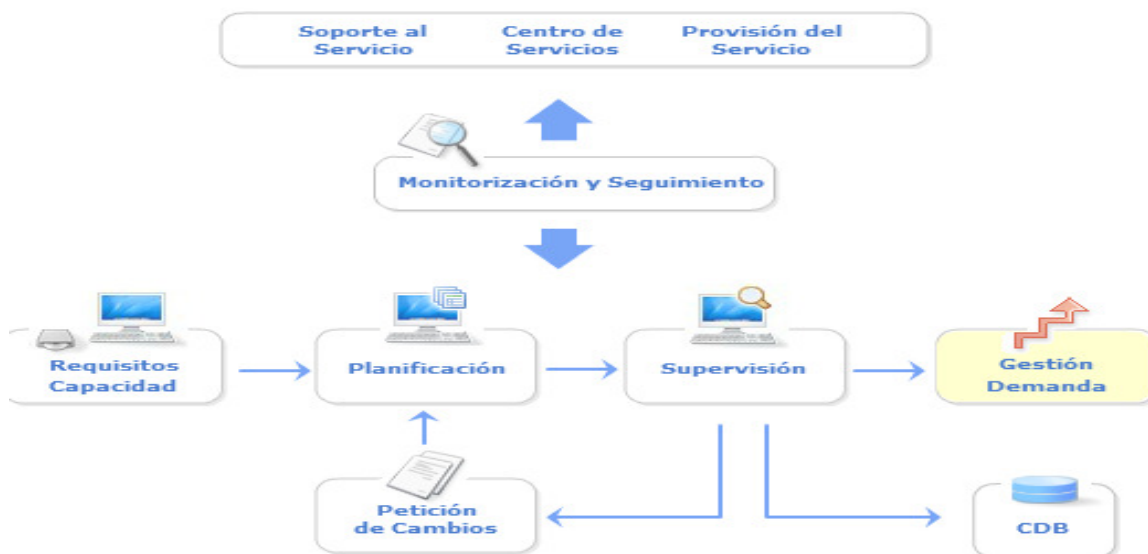 Soporte al
Servicio
Centro de
Servicios
Provisión del
Servicio
Monitorización y Seguimiento
Requisitos
Capacidad
Planificación
Supervisión
Gestión
Demanda
Petición
de Cambios
CDB